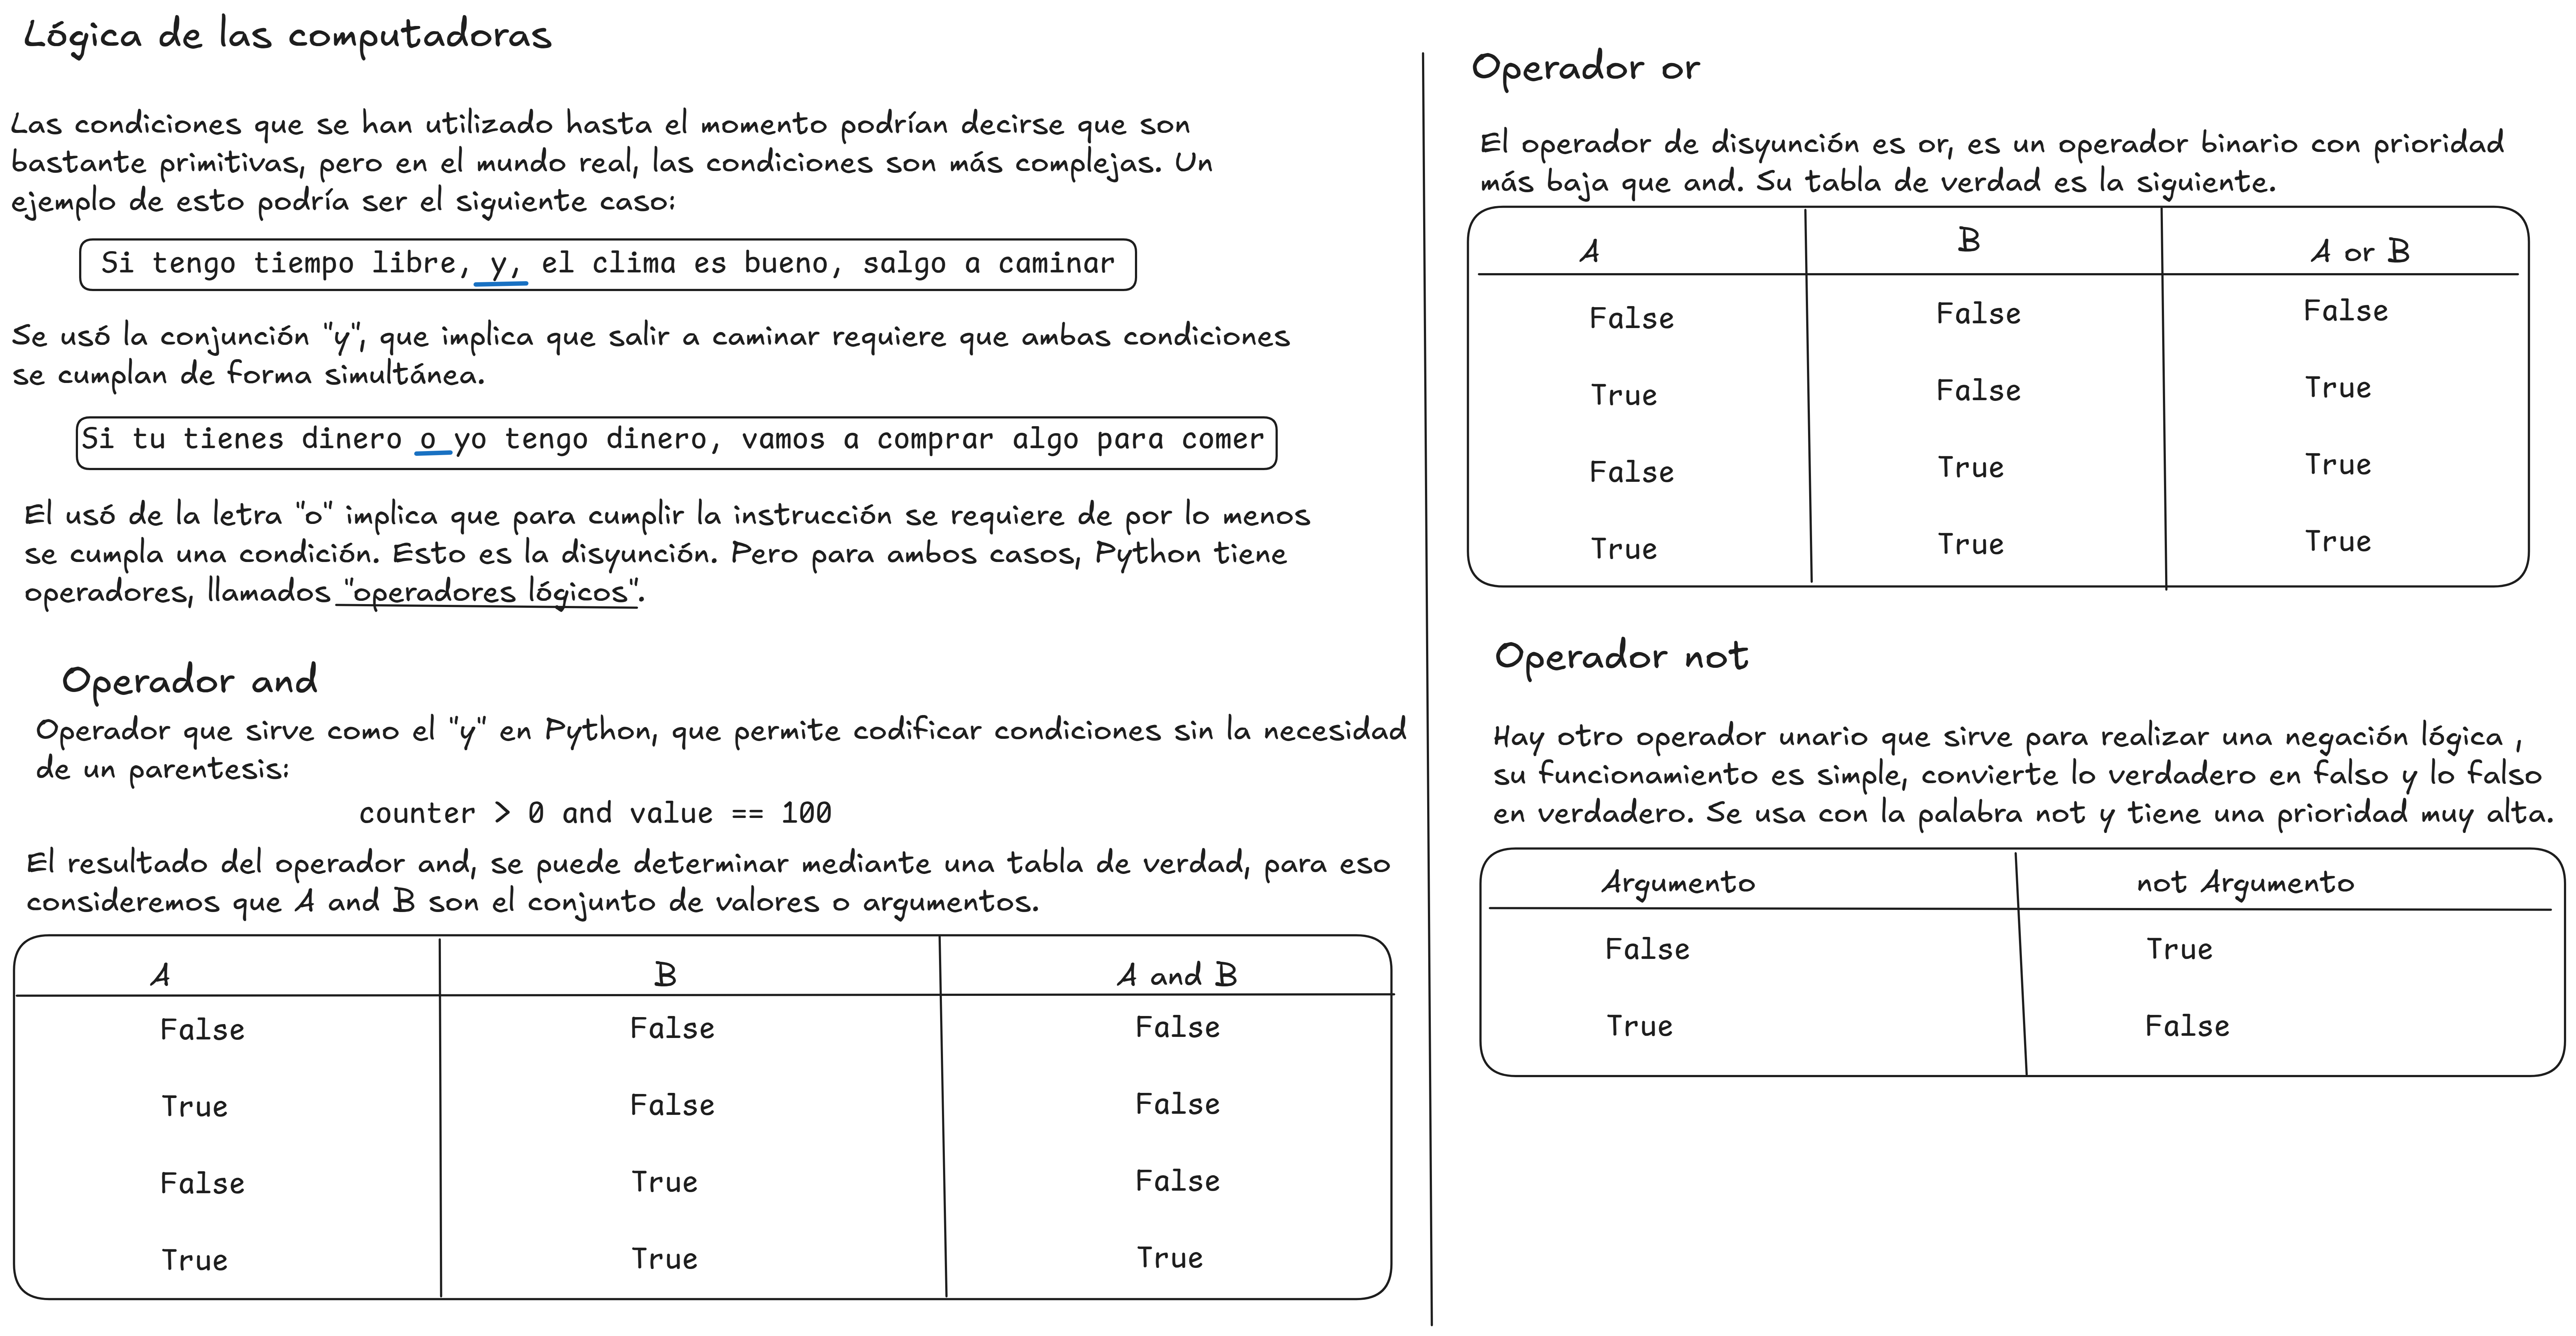 Lógica de las computadoras
Las condiciones que se han utilizado hasta el momento podrían decirse que son
bastante primitivas, pero en el mundo real, las condiciones son más complejas. Un
ejemplo de esto podría ser el siguiente caso:
Si tengo tiempo libre, y, el clima es bueno, salgo a caminar
Se usó la conjunción "y", que implica que salir a caminar requiere que ambas condiciones
se cumplan de forma simultánea.
Si tu tienes dinero o yo tengo dinero, vamos a comprar algo para comer
El usó de la letra "o" implica que para cumplir la instrucción se requiere de por lo menos
se cumpla una condición. Esto es la disyunción. Pero para ambos casos, Python tiene
operadores, llamados "operadores lógicos".
Operador and
Operador que sirve como el "y" en Python, que permite codificar condiciones sin la necesidad
de un parentesis:
counter > 0 and value == 100
El resultado del operador and, se puede determinar mediante una tabla de verdad, para eso
consideremos que A and B son el conjunto de valores o argumentos.
A B A and B
False False False
True False False
False True False
True True True
Operador or
El operador de disyunción es or, es un operador binario con prioridad
más baja que and. Su tabla de verdad es la siguiente.
A B A or B
False False False
True False True
False True True
True True True
Operador not
Hay otro operador unario que sirve para realizar una negación lógica ,
su funcionamiento es simple, convierte lo verdadero en falso y lo falso
en verdadero. Se usa con la palabra not y tiene una prioridad muy alta.
Argumento not Argumento
False True
True False